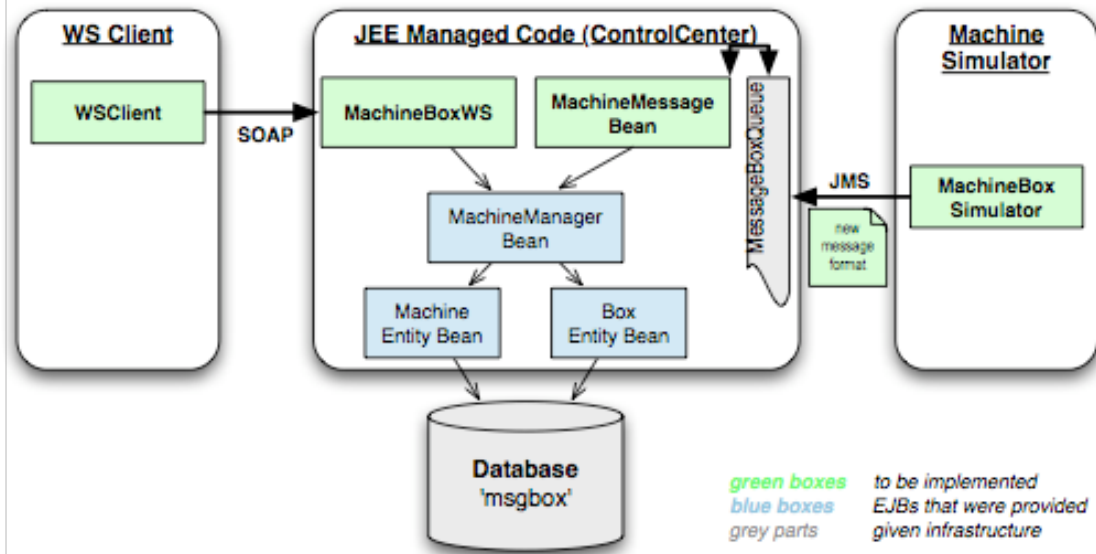 WS Client
JEE Managed Code (ControlCenter)
Machine
Simulator
WSClient
SOAP
MachineBoxWS
MachineMessage
Bean
MessageBoxQueue
JMS
MachineBox
Simulator
new
message
format
MachineManager
Bean
Machine
Entity Bean
Box
Entity Bean
Database
'msgbox'
green boxes to be implemented
blue boxes EJBs that were provided
grey parts given infrastructure